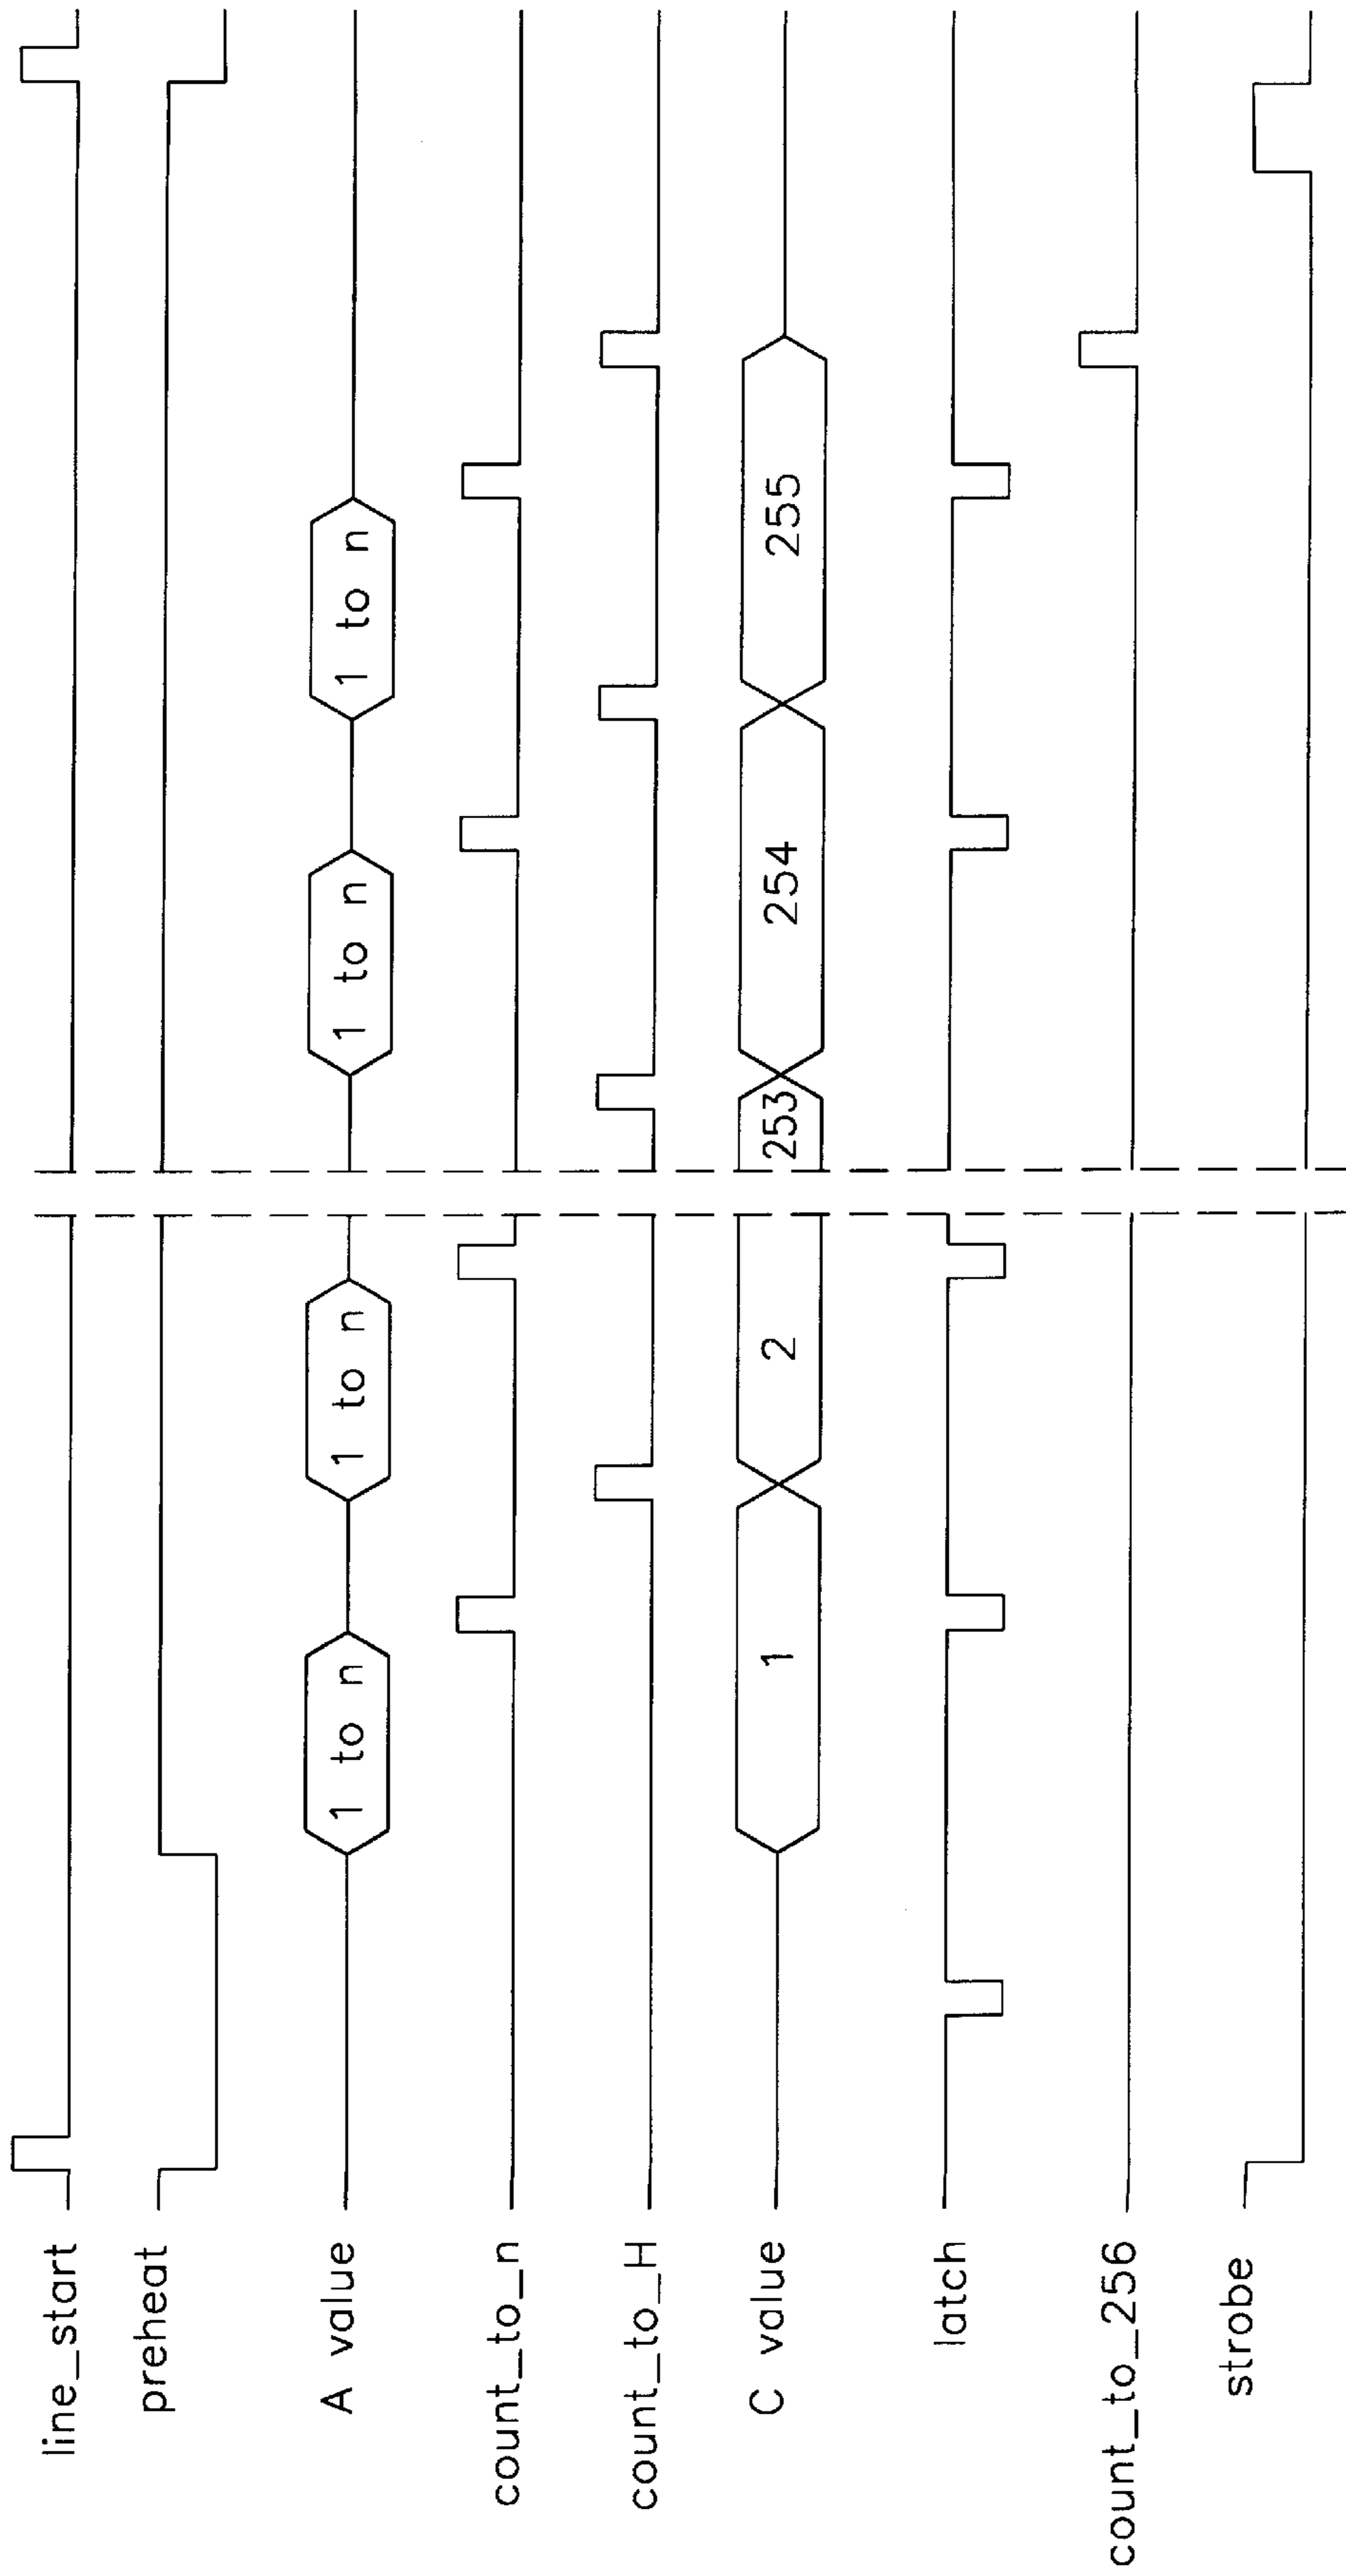 line_start
preheat
A value
1 to n
1 to n
1 to n
1 to n
count_to_n
count_to_H
C value
1
2
253
254
255
latch
count_to_256
strobe